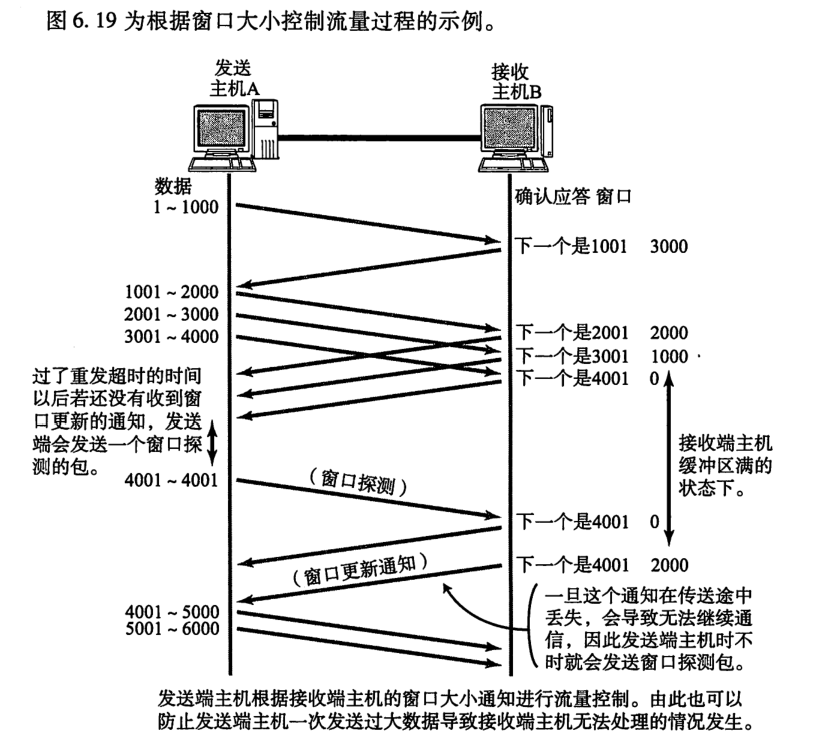 图6.19为根据窗口大小控制流量过程的示例。
发送
主机A
接收
主机B
数据
确认应答 窗口
1~1000
下一个是1001 3000
1001~2000
2001~3000
3001~4000
下一个是2001 2000
下一个是3001 1000
下一个是4001 0
过了重发超时的时间
以后若还没有收到窗
口更新的通知，发送
端会发送一个窗口探
测的包。
接收端主机
缓冲区满的
状态下。
4001~4001
（窗口探测）
下一个是4001 0
下一个是4001 2000
（窗口更新通知）
一旦这个通知在传送途中
丢失，会导致无法继续通
信，因此发送端主机时不
时就会发送窗口探测包。
4001~5000
5001~6000
发送端主机根据接收端主机的窗口大小通知进行流量控制。由此也可以
防止发送端主机一次发送过大数据导致接收端主机无法处理的情况发生。